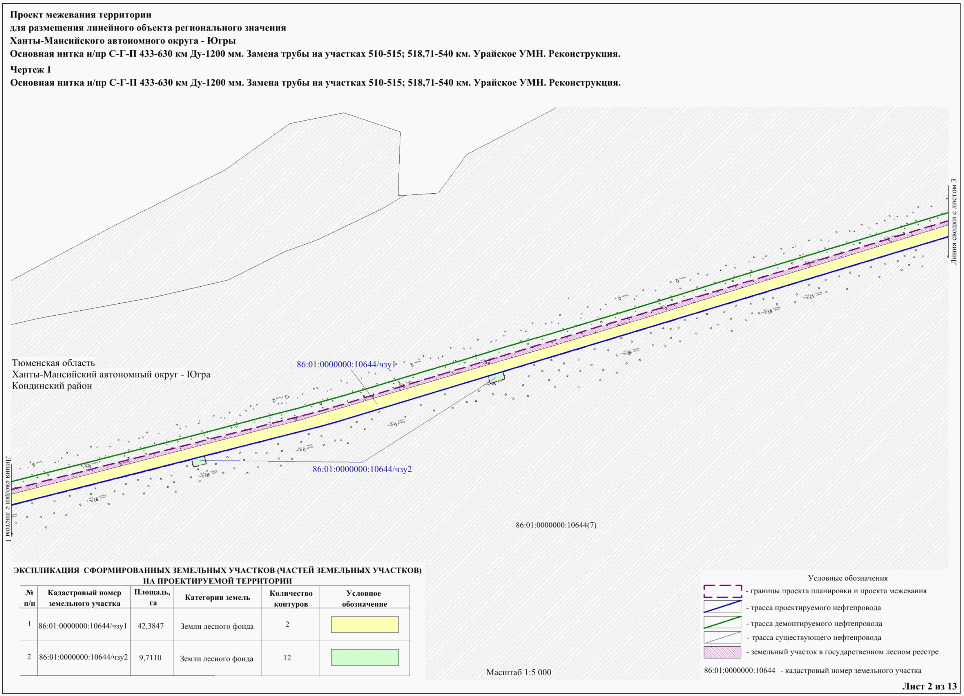 Проект межевания территории
для размещения линейного объекта регионального значения
Ханты-Мансийского автономного округа - Югры
Основная нитка н/пр С-Г-П 433-630 км Ду-1200 мм. Замена трубы на участках 510-515; 518,71-540 км. Урайское УМН. Реконструкция.
Чертеж 1
Основная нитка н/пр С-Г-П 433-630 км Ду-1200 мм. Замена трубы на участках 510-515; 518,71-540 км. Урайское УМН. Реконструкция.
Линия сводки с листом 3
Тюменская область
Ханты-Мансийский автономный округ - Югра
Кондинский район
86:01:0000000:10644/чзу1
86:01:0000000:10644/чзу2
Линия сводки с листом 1
86:01:0000000:10644(7)
ЭКСПЛИКАЦИЯ СФОРМИРОВАННЫХ ЗЕМЕЛЬНЫХ УЧАСТКОВ (ЧАСТЕЙ ЗЕМЕЛЬНЫХ УЧАСТКОВ)
НА ПРОЕКТИРУЕМОЙ ТЕРРИТОРИИ
№ п/п Кадастровый номер земельного участка Площадь, га Категория земель Количество контуров Условное обозначение
1 86:01:0000000:10644/чзу1 42,3847 Земли лесного фонда 2
2 86:01:0000000:10644/чзу2 9,7110 Земли лесного фонда 12
Масштаб 1:5 000
Условные обозначения
- границы проекта планировки и проекта межевания
- трасса проектируемого нефтепровода
- трасса демонтируемого нефтепровода
- трасса существующего нефтепровода
- земельный участок в государственном лесном реестре
86:01:0000000:10644 - кадастровый номер земельного участка
Лист 2 из 13